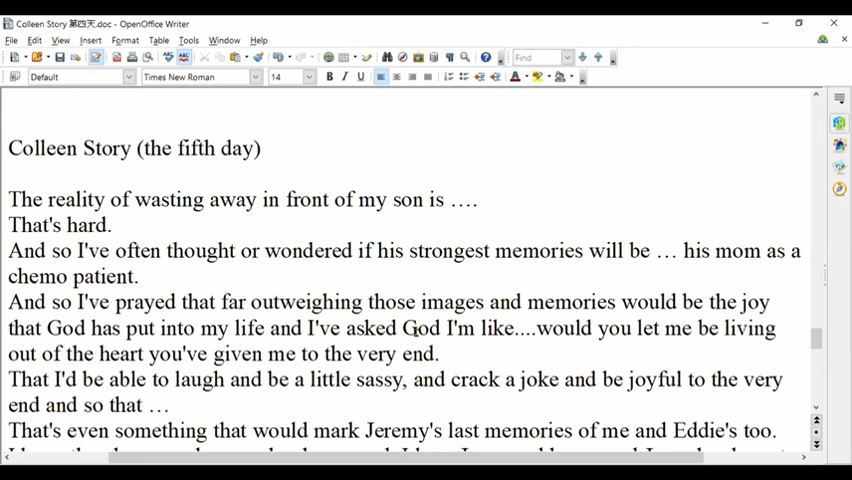 Colleen Story 第四天.doc - OpenOffice Writer
File Edit View Insert Format Table Tools Window Help
Find
Default Times New Roman 14
Colleen Story (the fifth day)
The reality of wasting away in front of my son is ….
That's hard.
And so I've often thought or wondered if his strongest memories will be … his mom as a
chemo patient.
And so I've prayed that far outweighing those images and memories would be the joy
that God has put into my life and I've asked God I'm like....would you let me be living
out of the heart you've given me to the very end.
That I'd be able to laugh and be a little sassy, and crack a joke and be joyful to the very
end and so that …
That's even something that would mark Jeremy's last memories of me and Eddie's too.